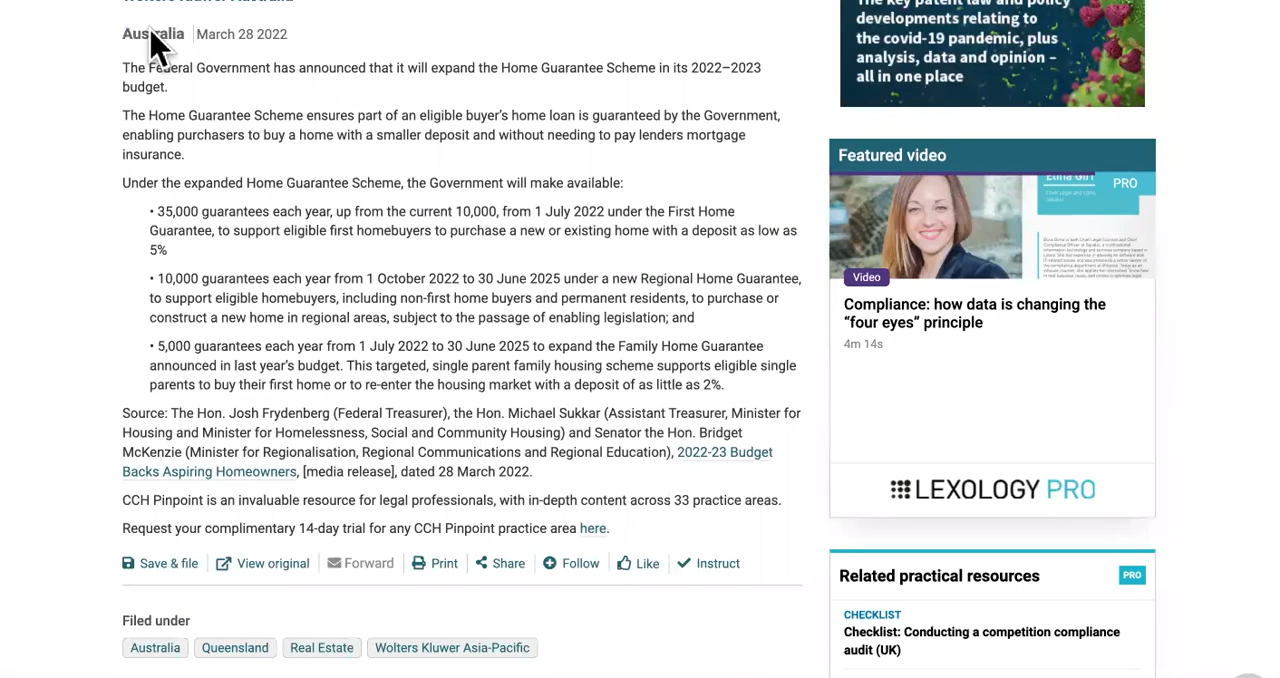 Australia March 28 2022
The Federal Government has announced that it will expand the Home Guarantee Scheme in its 2022–2023
budget.
The Home Guarantee Scheme ensures part of an eligible buyer's home loan is guaranteed by the Government,
enabling purchasers to buy a home with a smaller deposit and without needing to pay lenders mortgage
insurance.
Under the expanded Home Guarantee Scheme, the Government will make available:
• 35,000 guarantees each year, up from the current 10,000, from 1 July 2022 under the First Home
Guarantee, to support eligible first homebuyers to purchase a new or existing home with a deposit as low as
5%
• 10,000 guarantees each year from 1 October 2022 to 30 June 2025 under a new Regional Home Guarantee,
to support eligible homebuyers, including non-first home buyers and permanent residents, to purchase or
construct a new home in regional areas, subject to the passage of enabling legislation; and
• 5,000 guarantees each year from 1 July 2022 to 30 June 2025 to expand the Family Home Guarantee
announced in last year's budget. This targeted, single parent family housing scheme supports eligible single
parents to buy their first home or to re-enter the housing market with a deposit of as little as 2%.
Source: The Hon. Josh Frydenberg (Federal Treasurer), the Hon. Michael Sukkar (Assistant Treasurer, Minister for
Housing and Minister for Homelessness, Social and Community Housing) and Senator the Hon. Bridget
McKenzie (Minister for Regionalisation, Regional Communications and Regional Education), 2022-23 Budget
Backs Aspiring Homeowners, [media release], dated 28 March 2022.
CCH Pinpoint is an invaluable resource for legal professionals, with in-depth content across 33 practice areas.
Request your complimentary 14-day trial for any CCH Pinpoint practice area here.
Save & file View original Forward Print Share Follow Like Instruct
Filed under
Australia Queensland Real Estate Wolters Kluwer Asia-Pacific
The key patent law and policy
developments relating to
the covid-19 pandemic, plus
analysis, data and opinion –
all in one place
Featured video
PRO
Video
Compliance: how data is changing the
“four eyes” principle
4m 14s
LEXOLOGY PRO
Related practical resources PRO
CHECKLIST
Checklist: Conducting a competition compliance
audit (UK)